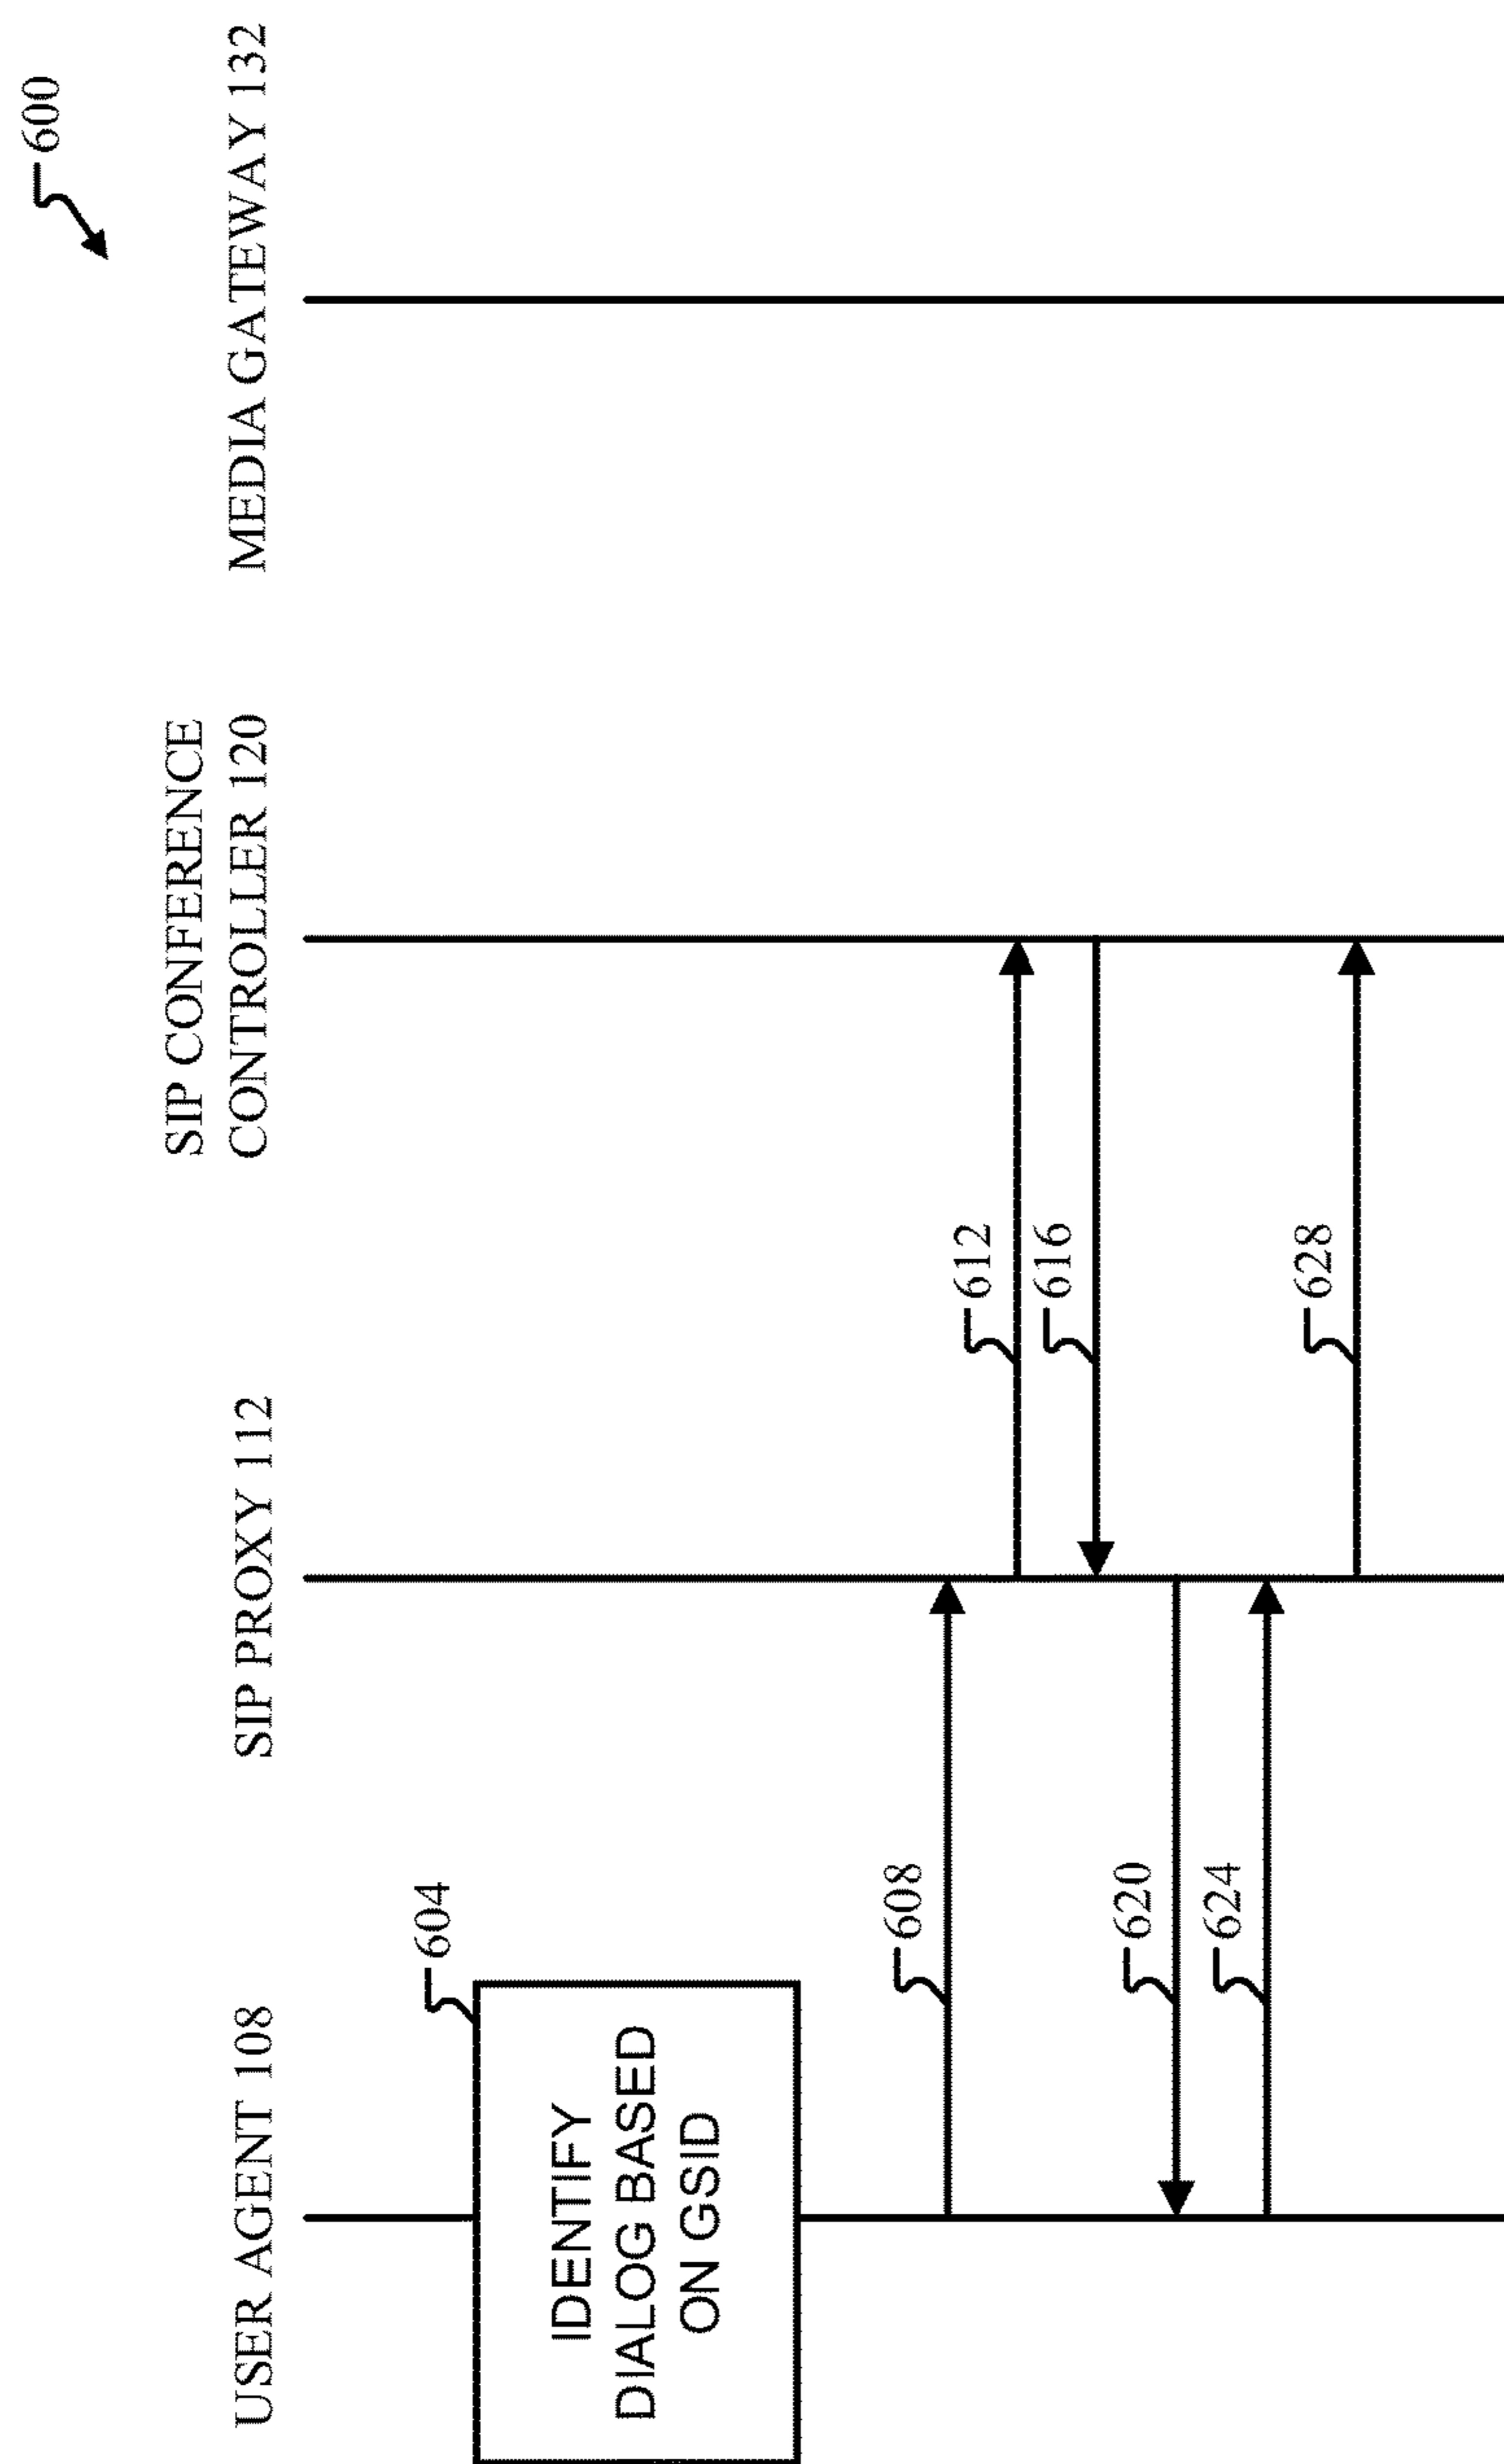 600
USER AGENT 108
SIP PROXY 112
SIP CONFERENCE
CONTROLLER 120
MEDIA GATEWAY 132
604
IDENTIFY
DIALOG BASED
ON GSID
608
612
616
620
624
628